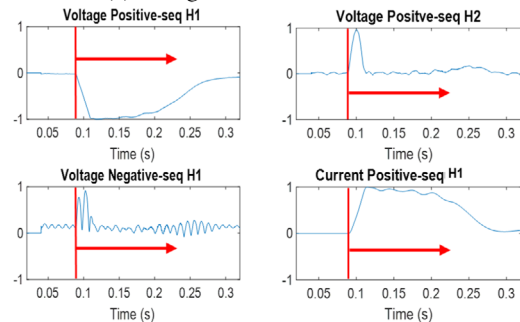 Voltage Positive-seq H1
1
0
-1
0.05 0.1 0.15 0.2 0.25 0.3
Time (s)
Voltage Positve-seq H2
1
0
-1
0.05 0.1 0.15 0.2 0.25 0.3
Time (s)
Voltage Negative-seq H1
1
0
-1
0.05 0.1 0.15 0.2 0.25 0.3
Time (s)
Current Positive-seq H1
1
0
-1
0.05 0.1 0.15 0.2 0.25 0.3
Time (s)